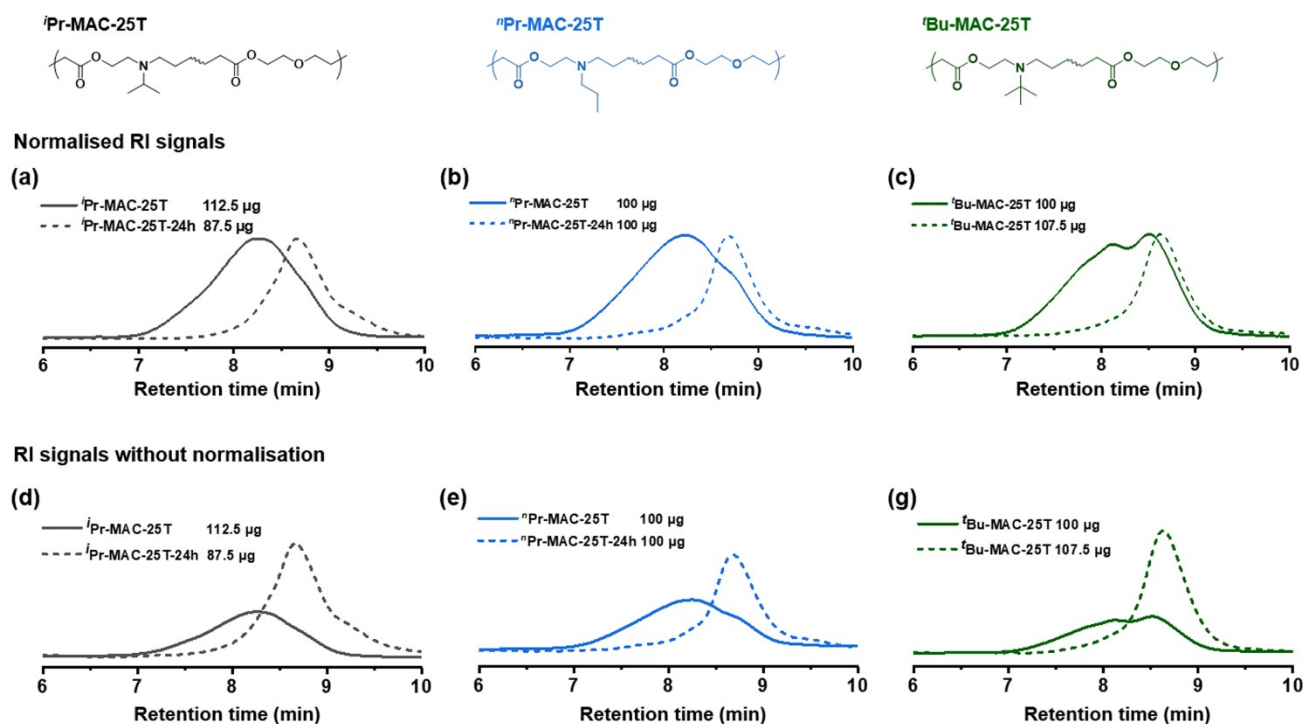 ⁱPr-MAC-25T
ⁿPr-MAC-25T
ᵗBu-MAC-25T
O
O
N
O
O
O
O
O
N
O
O
O
O
O
N
O
O
O
Normalised RI signals
(a)
ⁱPr-MAC-25T 112.5 µg
ⁱPr-MAC-25T-24h 87.5 µg
6 7 8 9 10
Retention time (min)
(b)
ⁿPr-MAC-25T 100 µg
ⁿPr-MAC-25T-24h 100 µg
6 7 8 9 10
Retention time (min)
(c)
ᵗBu-MAC-25T 100 µg
ᵗBu-MAC-25T 107.5 µg
6 7 8 9 10
Retention time (min)
RI signals without normalisation
(d)
ⁱPr-MAC-25T 112.5 µg
ⁱPr-MAC-25T-24h 87.5 µg
6 7 8 9 10
Retention time (min)
(e)
ⁿPr-MAC-25T 100 µg
ⁿPr-MAC-25T-24h 100 µg
6 7 8 9 10
Retention time (min)
(g)
ᵗBu-MAC-25T 100 µg
ᵗBu-MAC-25T 107.5 µg
6 7 8 9 10
Retention time (min)